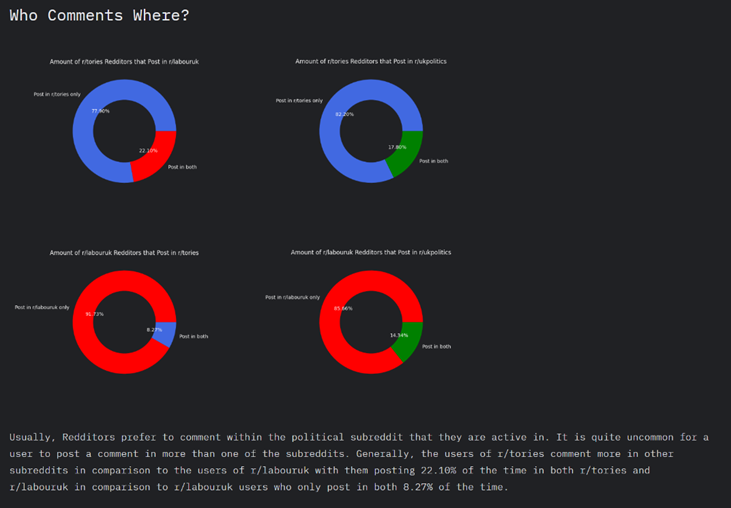 Who Comments Where?
Amount of r/tories Redditors that Post in r/labouruk
Amount of r/tories Redditors that Post in r/ukpolitics
Post in r/tories only
77.90%
22.10%
Post in both
Post in r/tories only
82.20%
17.80%
Post in both
Amount of r/labouruk Redditors that Post in r/tories
Amount of r/labouruk Redditors that Post in r/ukpolitics
Post in r/labouruk only
91.73%
8.27%
Post in both
Post in r/labouruk only
14.34%
Post in both
Usually, Redditors prefer to comment within the political subreddit that they are active in. It is quite uncommon for a
user to post a comment in more than one of the subreddits. Generally, the users of r/tories comment more in other
subreddits in comparison to the users of r/labouruk with them posting 22.10% of the time in both r/tories and
r/labouruk in comparison to r/labouruk users who only post in both 8.27% of the time.